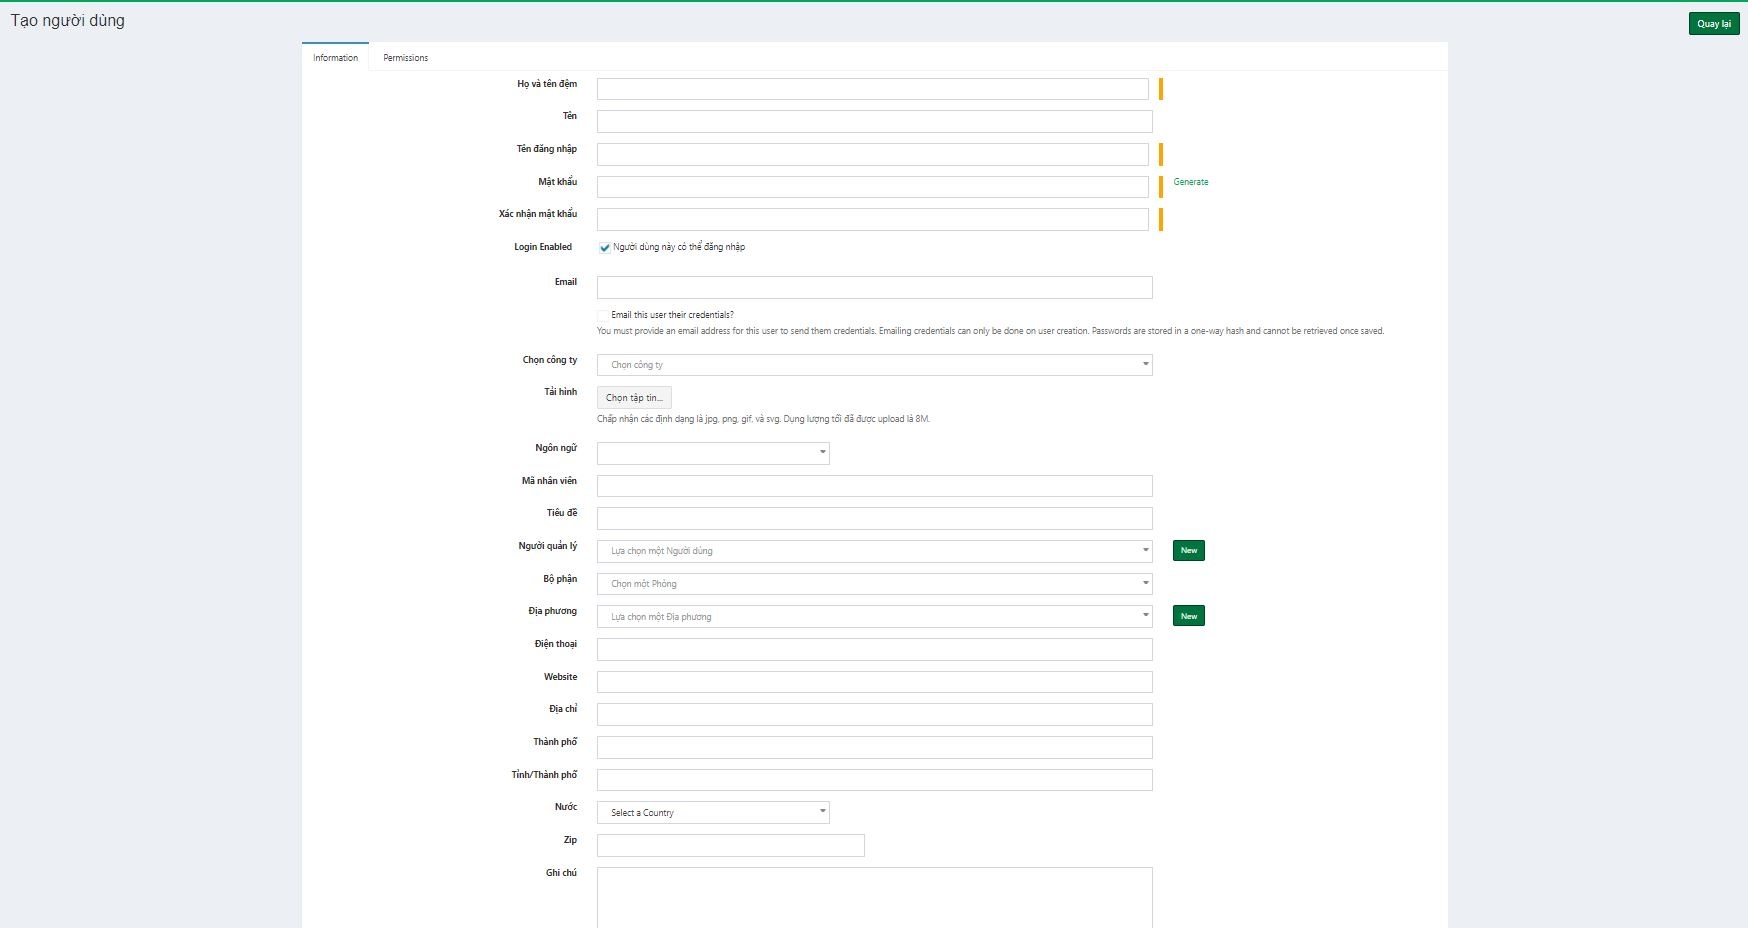 Tạo người dùng
Quay lại
Information
Permissions
Họ và tên đệm
Tên
Tên đăng nhập
Mật khẩu
Generate
Xác nhận mật khẩu
Login Enabled
Người dùng này có thể đăng nhập
Email
Email this user their credentials?
You must provide an email address for this user to send them credentials. Emailing credentials can only be done on user creation. Passwords are stored in a one-way hash and cannot be retrieved once saved.
Chọn công ty
Chọn công ty
Tải hình
Chọn tập tin...
Chấp nhận các định dạng là jpg, png, gif, và svg. Dung lượng tối đã được upload là 8M.
Ngôn ngữ
Mã nhân viên
Tiêu đề
Người quản lý
Lựa chọn một Người dùng
New
Bộ phận
Chọn một Phòng
Địa phương
Lựa chọn một Địa phương
New
Điện thoại
Website
Địa chỉ
Thành phố
Tỉnh/Thành phố
Nước
Select a Country
Zip
Ghi chú